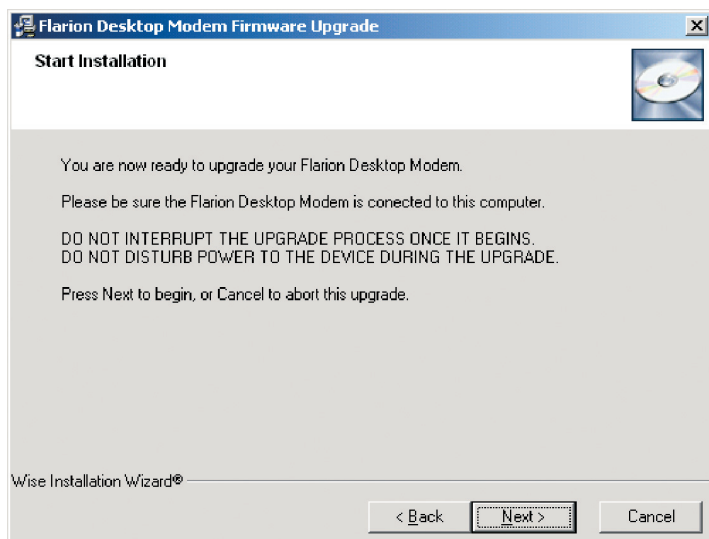 Flarion Desktop Modem Firmware Upgrade
Start Installation
You are now ready to upgrade your Flarion Desktop Modem.
Please be sure the Flarion Desktop Modem is conected to this computer.
DO NOT INTERRUPT THE UPGRADE PROCESS ONCE IT BEGINS.
DO NOT DISTURB POWER TO THE DEVICE DURING THE UPGRADE.
Press Next to begin, or Cancel to abort this upgrade.
Wise Installation Wizard®
< Back Next > Cancel